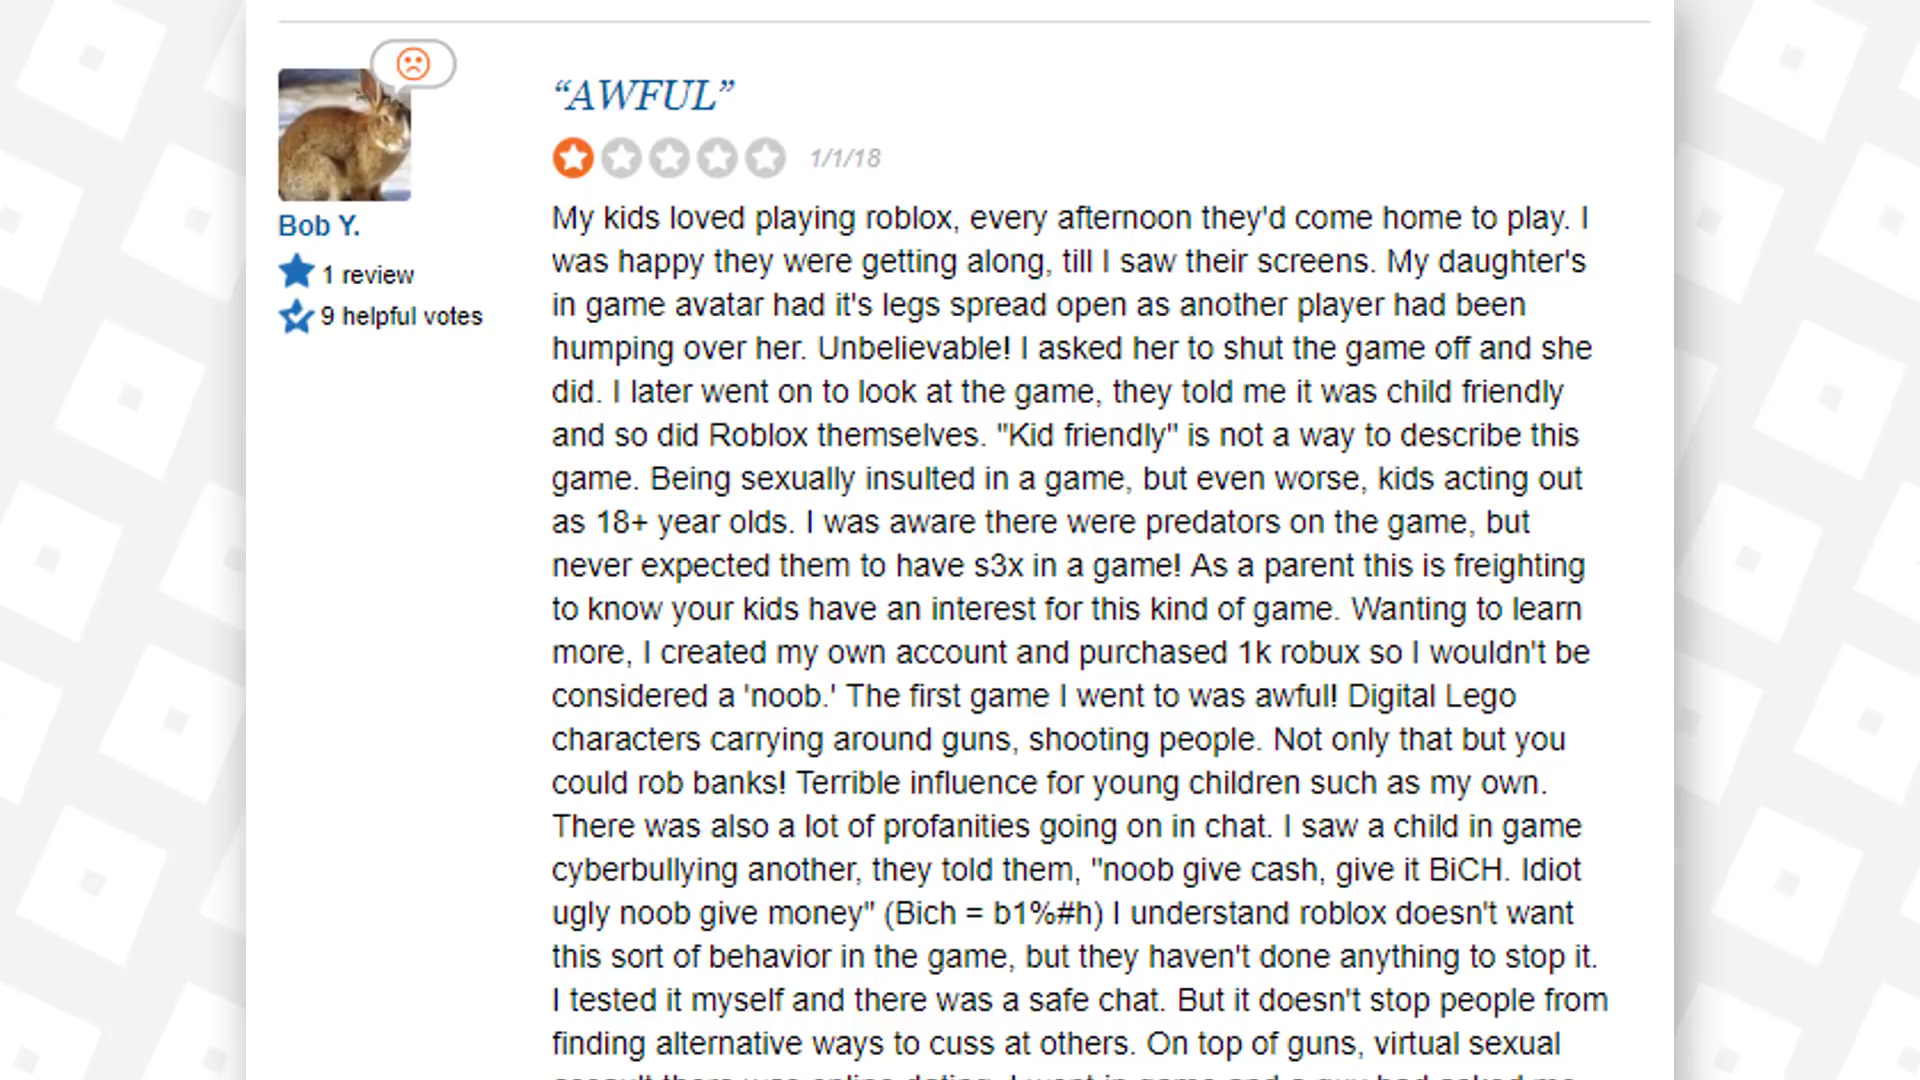 “AWFUL”
1/1/18
Bob Y.
1 review
9 helpful votes
My kids loved playing roblox, every afternoon they'd come home to play. I
was happy they were getting along, till I saw their screens. My daughter's
in game avatar had it's legs spread open as another player had been
humping over her. Unbelievable! I asked her to shut the game off and she
did. I later went on to look at the game, they told me it was child friendly
and so did Roblox themselves. "Kid friendly" is not a way to describe this
game. Being sexually insulted in a game, but even worse, kids acting out
as 18+ year olds. I was aware there were predators on the game, but
never expected them to have s3x in a game! As a parent this is freighting
to know your kids have an interest for this kind of game. Wanting to learn
more, I created my own account and purchased 1k robux so I wouldn't be
considered a 'noob.' The first game I went to was awful! Digital Lego
characters carrying around guns, shooting people. Not only that but you
could rob banks! Terrible influence for young children such as my own.
There was also a lot of profanities going on in chat. I saw a child in game
cyberbullying another, they told them, "noob give cash, give it BiCH. Idiot
ugly noob give money" (Bich = b1%#h) I understand roblox doesn't want
this sort of behavior in the game, but they haven't done anything to stop it.
I tested it myself and there was a safe chat. But it doesn't stop people from
finding alternative ways to cuss at others. On top of guns, virtual sexual